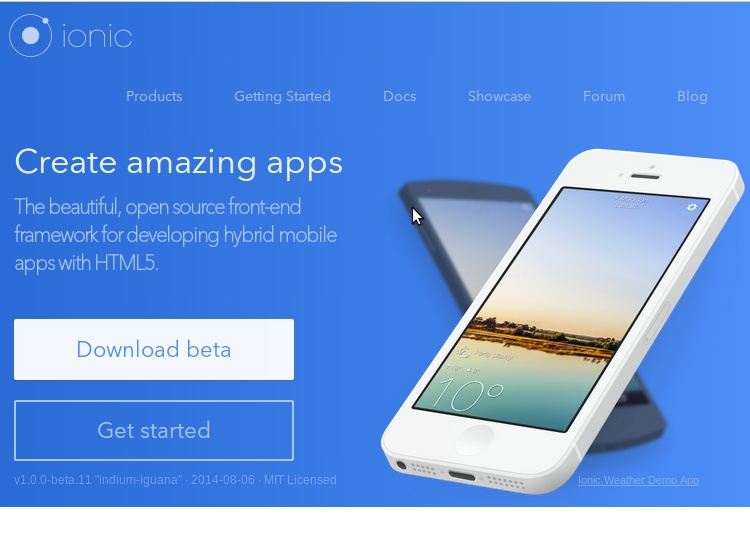 ionic
Products Getting Started Docs Showcase Forum Blog
Create amazing apps
The beautiful, open source front-end
framework for developing hybrid mobile
apps with HTML5.
Download beta
Get started
v1.0.0-beta.11 "indium-iguana" · 2014-08-06 · MIT Licensed
Partly Cloudy
10°
Ionic Weather Demo App